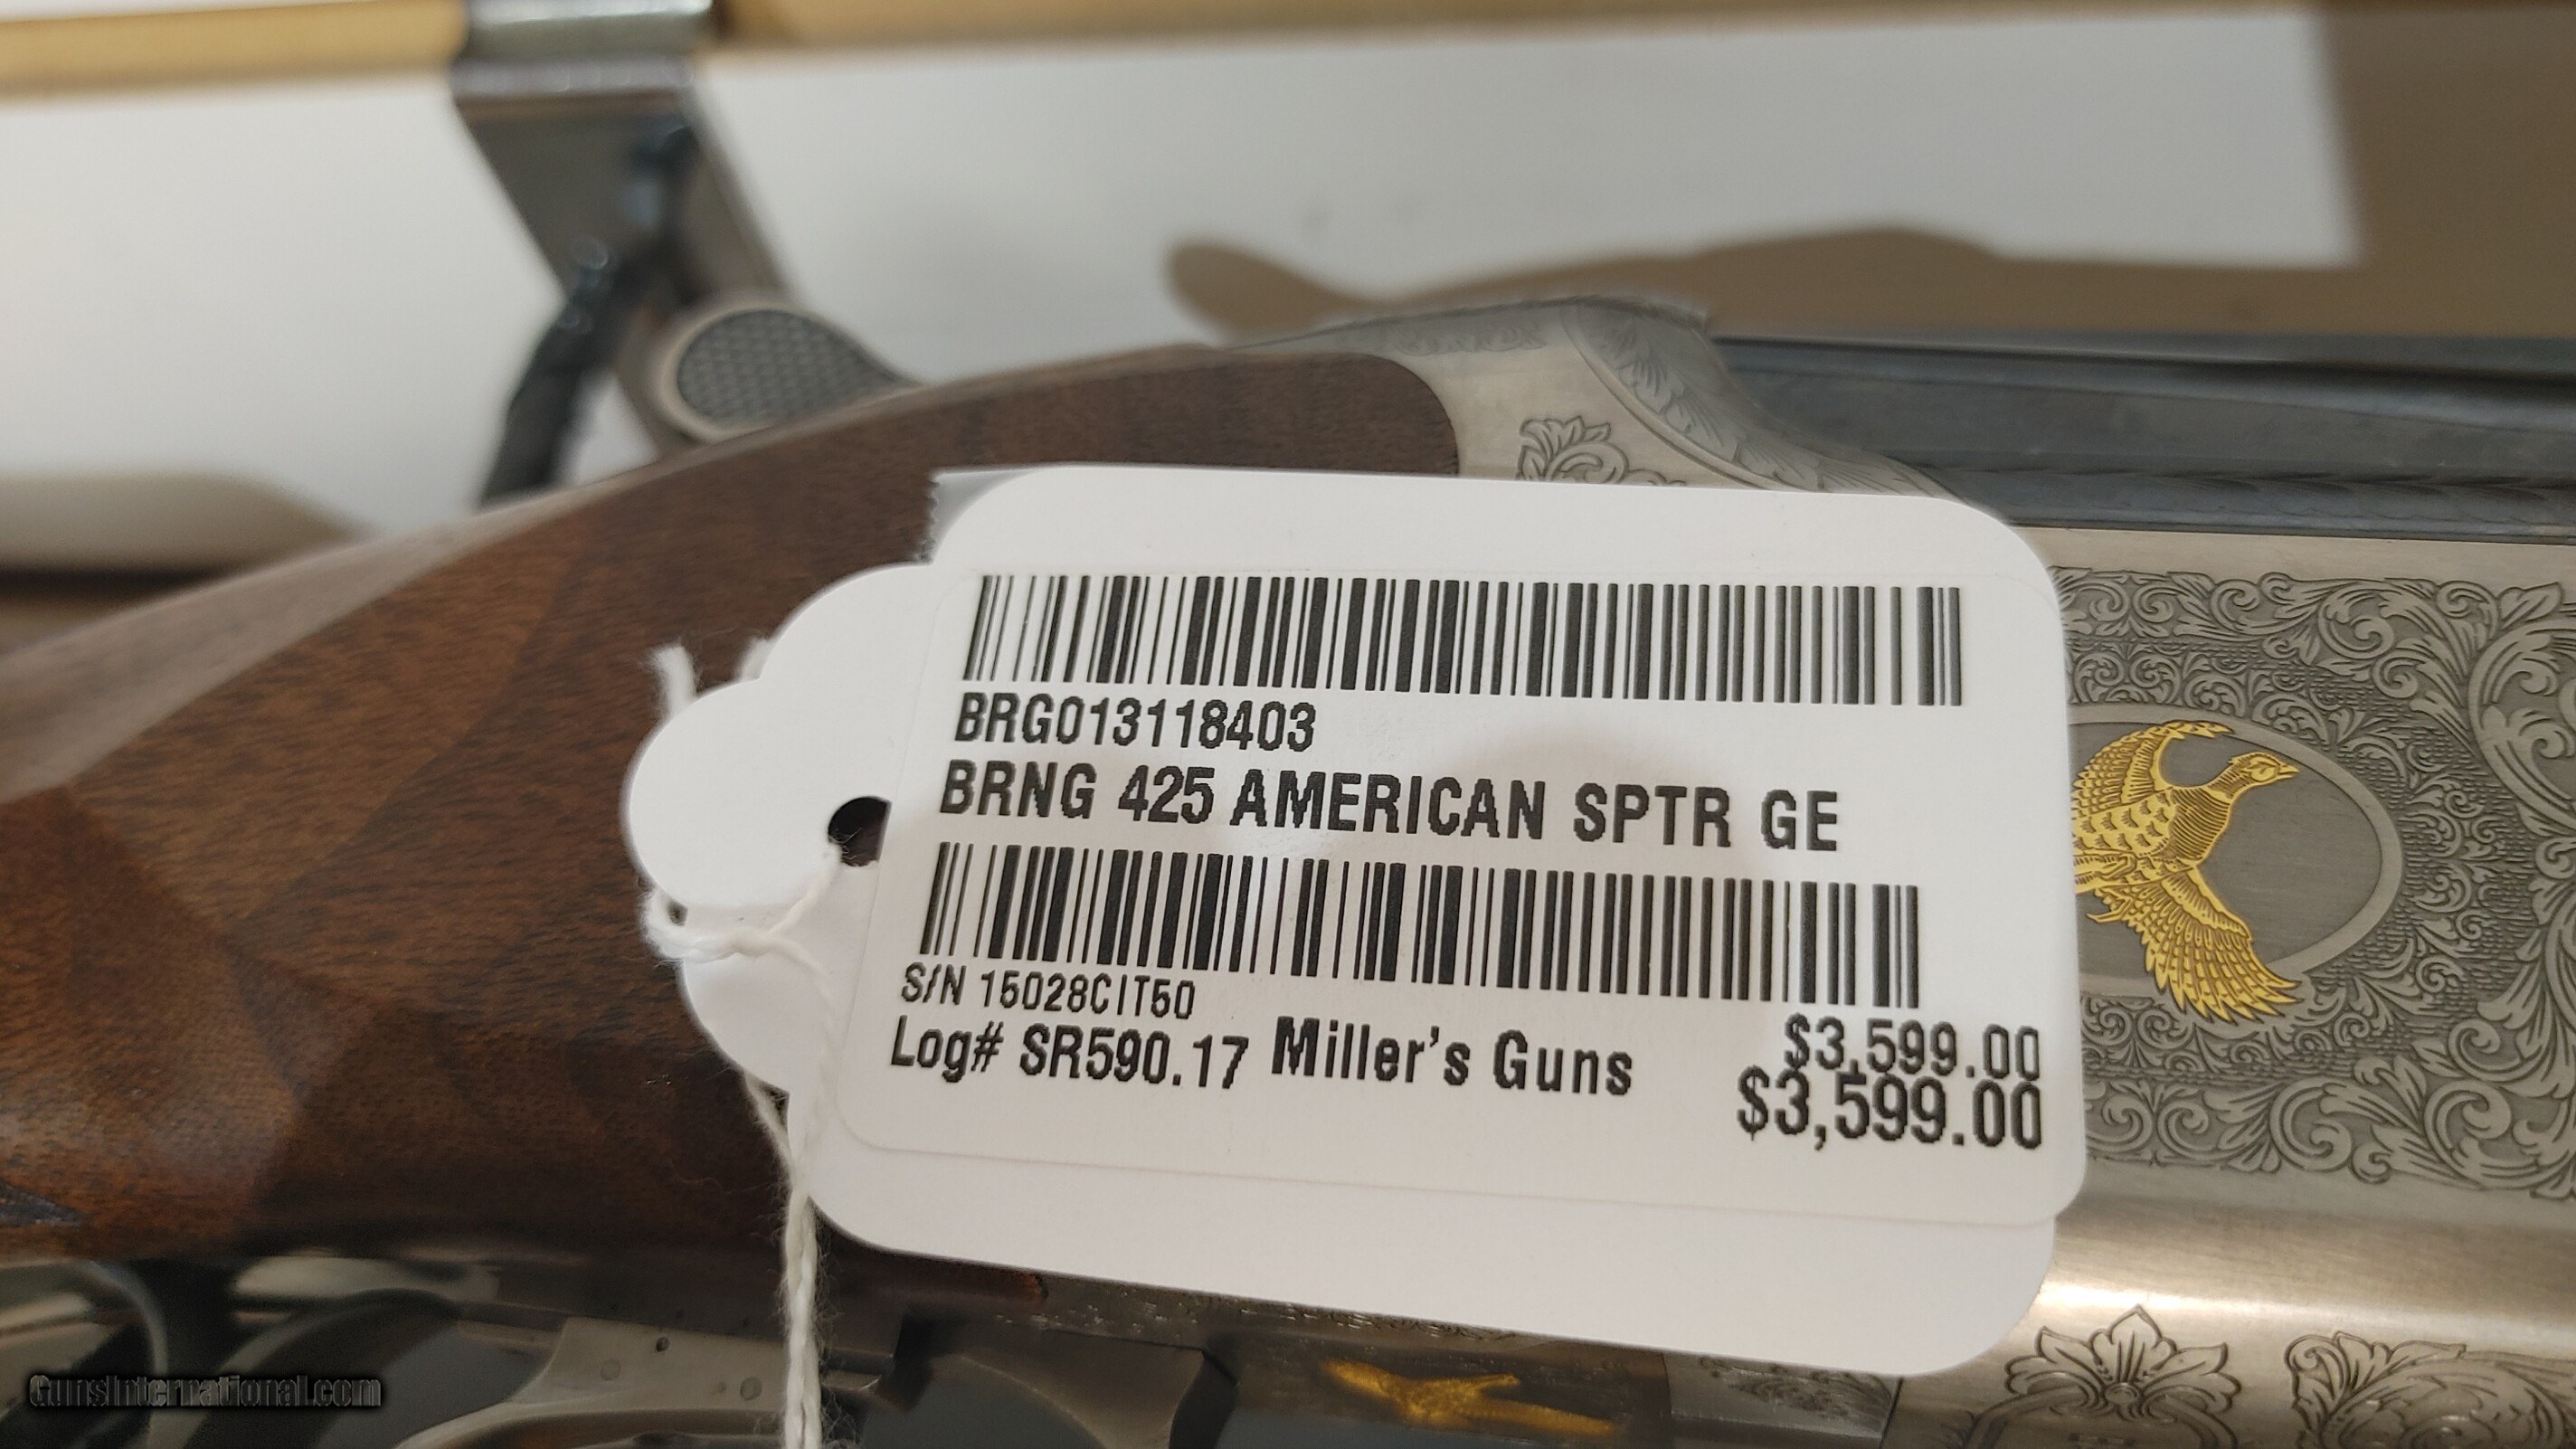 BRG013118403
BRNG 425 AMERICAN SPTR GE
S/N 15028CIT50
Log# SR590.17 Miller's Guns
$3,599.00
$3,599.00
GunsInternational.com